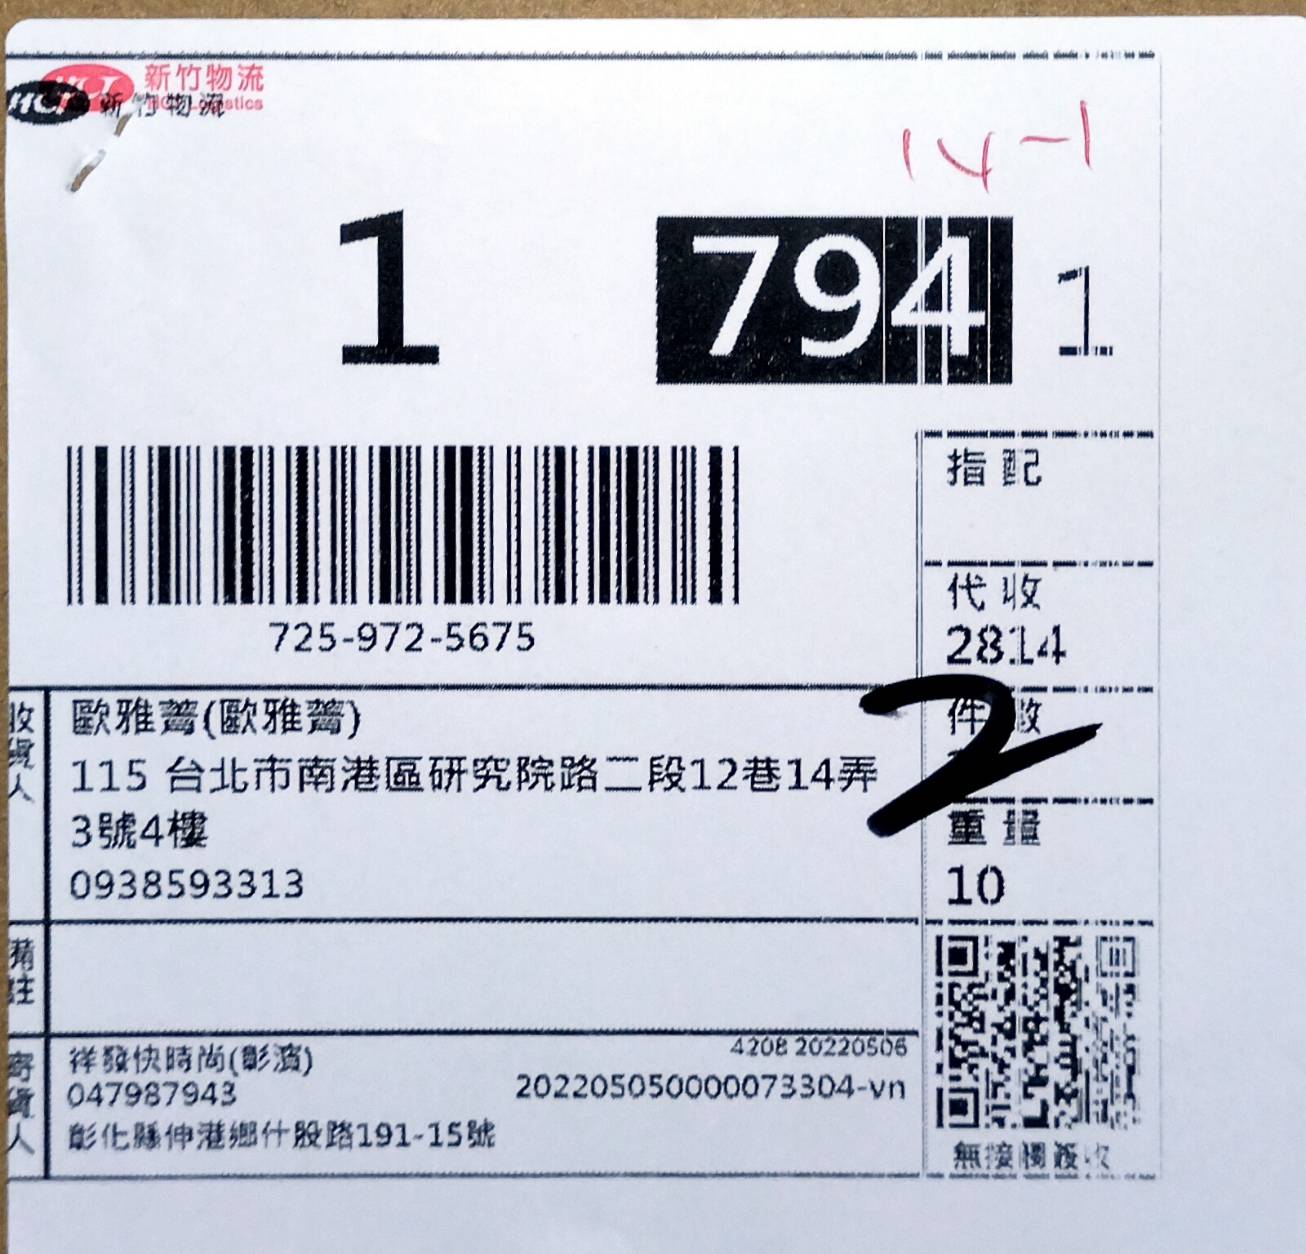 新竹物流
HCT Logistics
HCT 新竹物流
14-1
1
794 1
725-972-5675
指配
代收
2814
件數
2
重量
10
收貨人
歐雅薺(歐雅薺)
115 台北市南港區研究院路二段12巷14弄
3號4樓
0938593313
備註
寄貨人
祥發快時尚(彰濱)
4208 20220506
047987943
202205050000073304-vn
彰化縣伸港鄉什股路191-15號
無接觸簽收